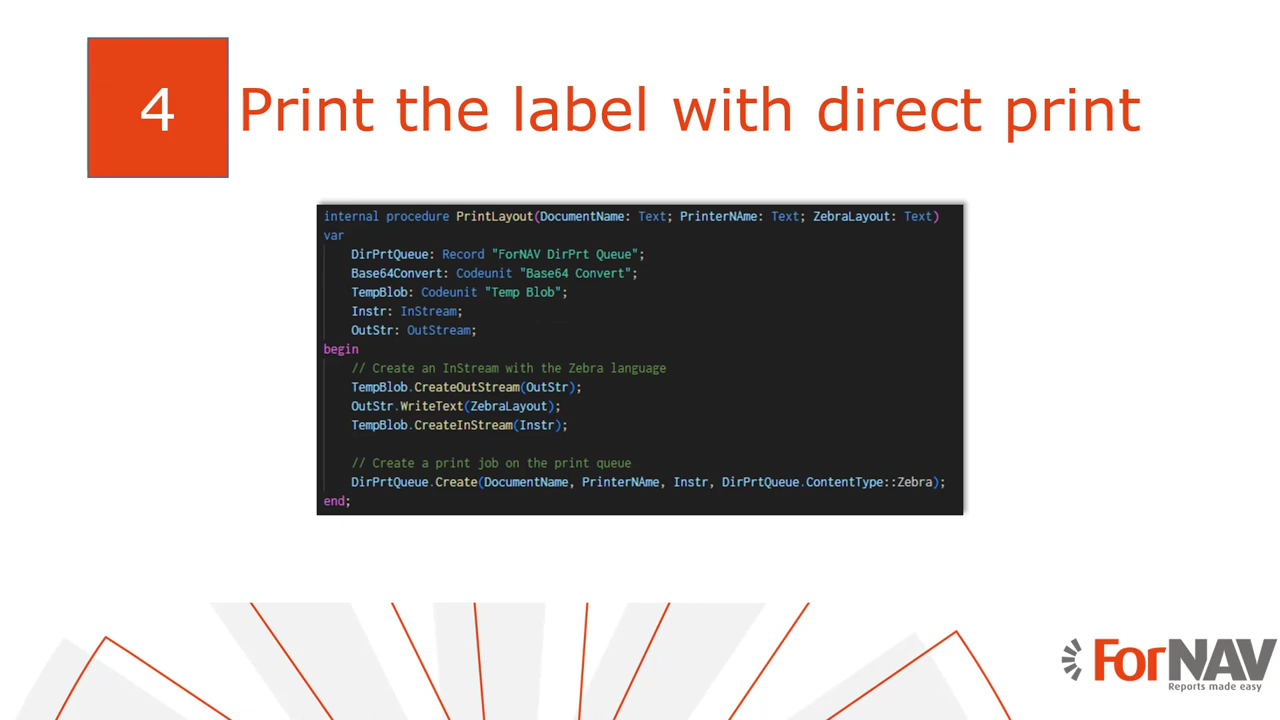 4
Print the label with direct print
internal procedure PrintLayout(DocumentName: Text; PrinterNAme: Text; ZebraLayout: Text)
var
DirPrtQueue: Record "ForNAV DirPrt Queue";
Base64Convert: Codeunit "Base64 Convert";
TempBlob: Codeunit "Temp Blob";
Instr: InStream;
OutStr: OutStream;
begin
// Create an InStream with the Zebra language
TempBlob.CreateOutStream(OutStr);
OutStr.WriteText(ZebraLayout);
TempBlob.CreateInStream(Instr);
// Create a print job on the print queue
DirPrtQueue.Create(DocumentName, PrinterNAme, Instr, DirPrtQueue.ContentType::Zebra);
end;
ForNAV
Reports made easy